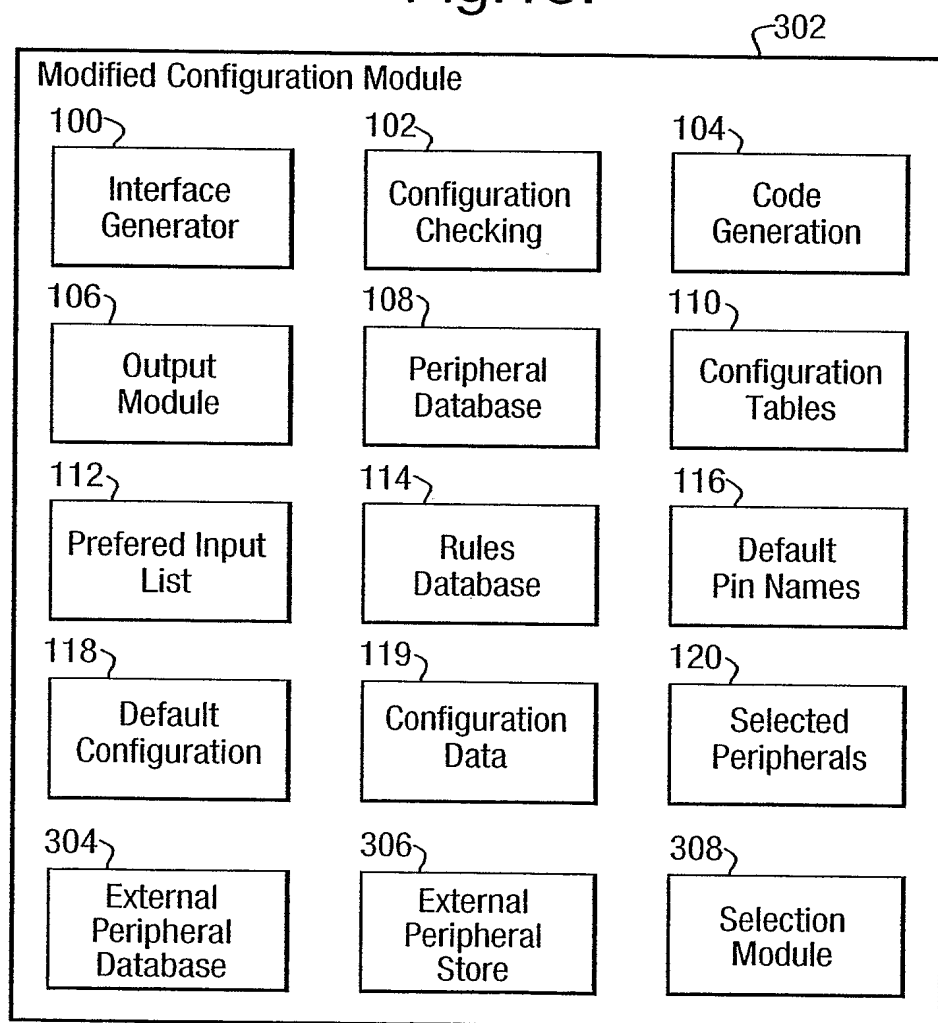 302
Modified Configuration Module
100
102
104
Interface
Generator
Configuration
Checking
Code
Generation
106
108
110
Output
Module
Peripheral
Database
Configuration
Tables
112
114
116
Prefered Input
List
Rules
Database
Default
Pin Names
118
119
120
Default
Configuration
Configuration
Data
Selected
Peripherals
304
306
308
External
Peripheral
Database
External
Peripheral
Store
Selection
Module